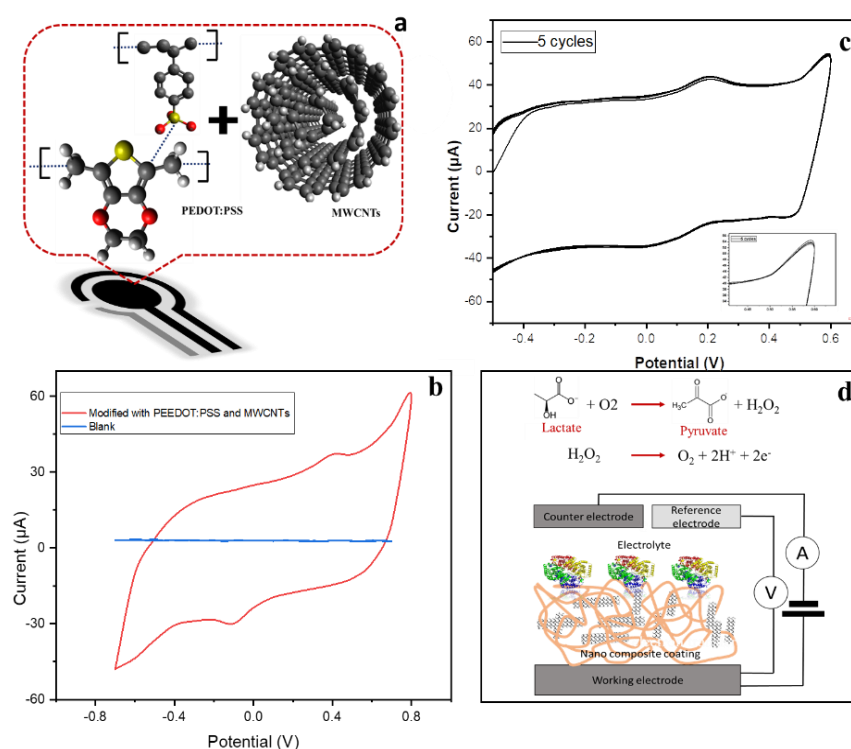 a
PEDOT:PSS
MWCNTs
c
5 cycles
60
40
20
0
-20
-40
-60
Current (µA)
-0.4
-0.2
0.0
0.2
0.4
0.6
Potential (V)
b
Modified with PEEDOT:PSS and MWCNTs
Blank
60
30
0
-30
-60
Current (µA)
-0.8
-0.4
0.0
0.4
0.8
Potential (V)
d
O⁻ + O2
OH
Lactate
H₃C
O
O
O⁻
+ H₂O₂
Pyruvate
H₂O₂
O₂ + 2H⁺ + 2e⁻
Counter electrode
Reference
electrode
A
Electrolyte
V
Nano composite coating
Working electrode